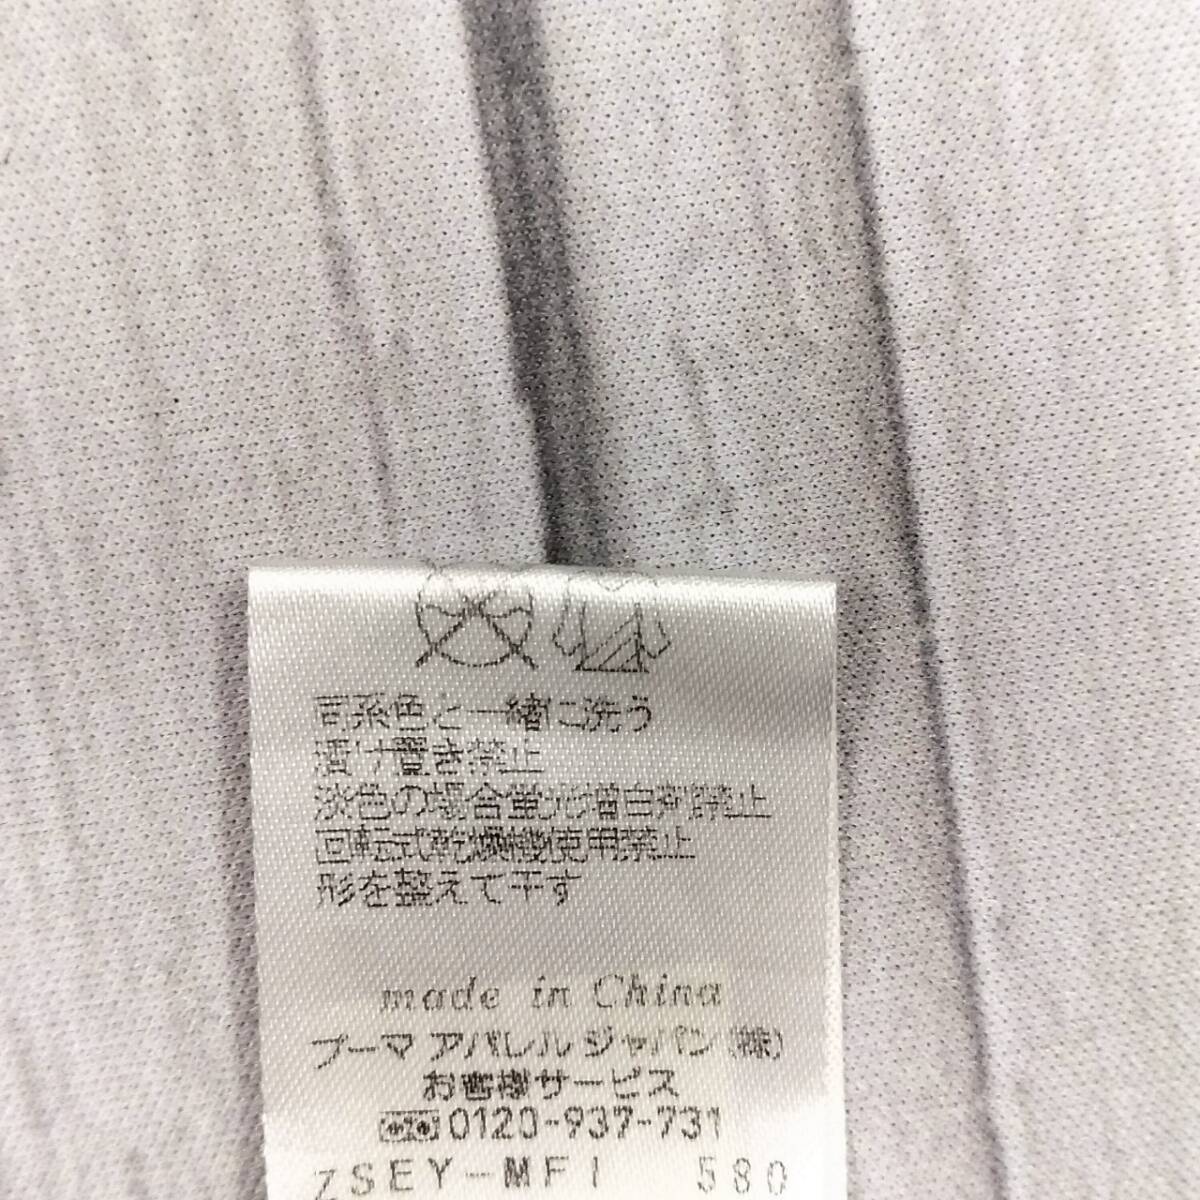 同系色と一緒に洗う
漬け置き禁止
淡色の場合蛍光増白剤禁止
回転式乾燥機使用禁止
形を整えて干す
made in China
プーマ アパレル ジャパン(株)
お客様サービス
0120-937-731
ZSEY-MFI 580